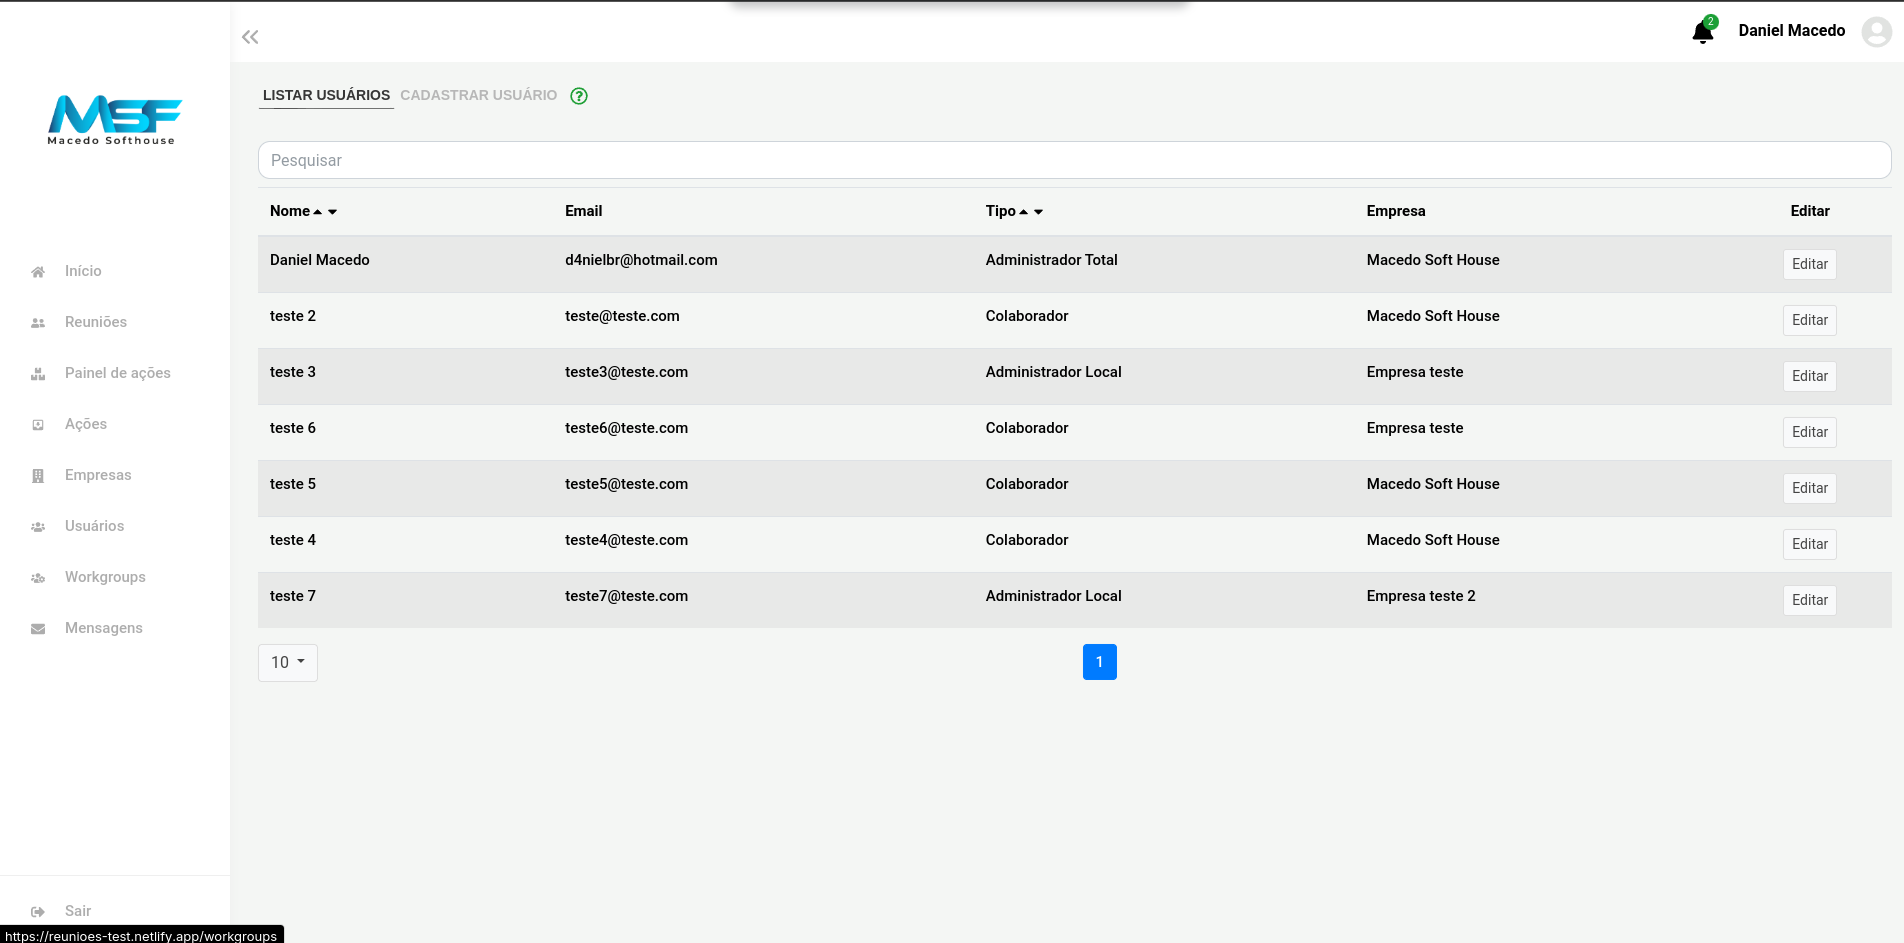 2
Daniel Macedo
MSF
Macedo Softhouse
Início
Reuniões
Painel de ações
Ações
Empresas
Usuários
Workgroups
Mensagens
Sair
LISTAR USUÁRIOS CADASTRAR USUÁRIO ?
Pesquisar
Nome Email Tipo Empresa Editar
Daniel Macedo d4nielbr@hotmail.com Administrador Total Macedo Soft House Editar
teste 2 teste@teste.com Colaborador Macedo Soft House Editar
teste 3 teste3@teste.com Administrador Local Empresa teste Editar
teste 6 teste6@teste.com Colaborador Empresa teste Editar
teste 5 teste5@teste.com Colaborador Macedo Soft House Editar
teste 4 teste4@teste.com Colaborador Macedo Soft House Editar
teste 7 teste7@teste.com Administrador Local Empresa teste 2 Editar
10 1
https://reunioes-test.netlify.app/workgroups